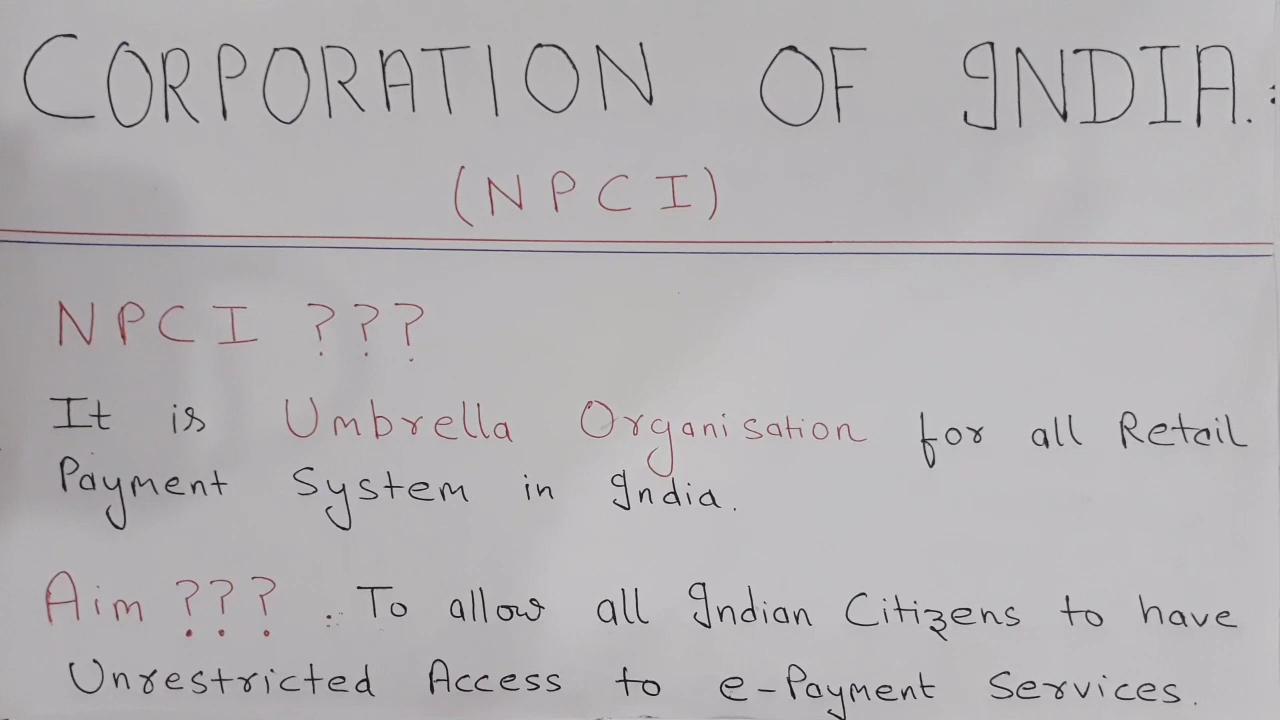 CORPORATION OF INDIA. :
(NPCI)
NPCI ???
It is Umbrella Organisation for all Retail
Payment System in India.
Aim ??? . To allow all Indian Citizens to have
Unrestricted Access to e-Payment Services.